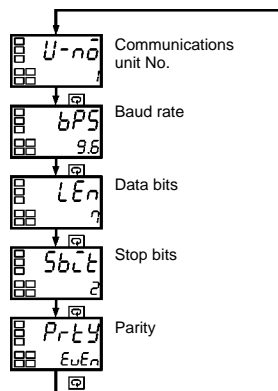 U-no
Communications
unit No.
1
bPS
Baud rate
9.6
LEn
Data bits
7
Sbit
Stop bits
2
PrtY
Parity
EvEn